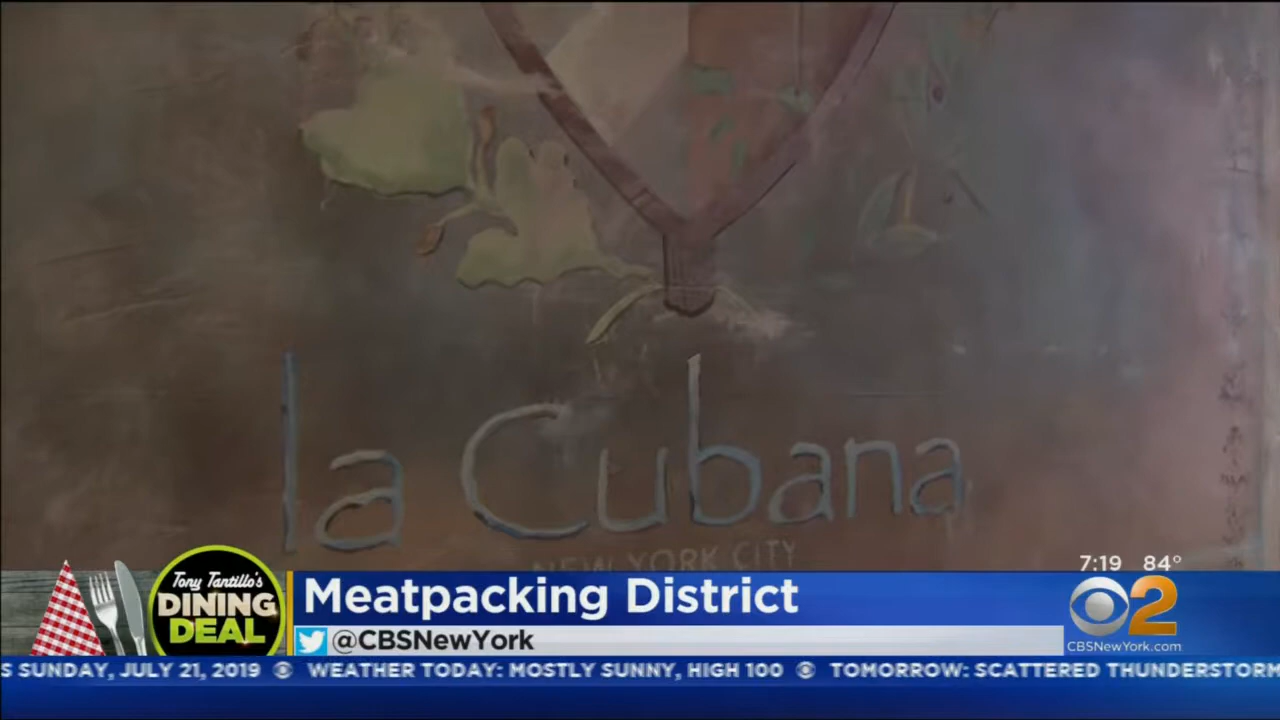 la Cubana
NEW YORK CITY
7:19 84°
Tony Tantillo's
DINING
DEAL
Meatpacking District
@CBSNewYork
2
CBSNewYork.com
S SUNDAY, JULY 21, 2019 WEATHER TODAY: MOSTLY SUNNY, HIGH 100 TOMORROW: SCATTERED THUNDERSTORM